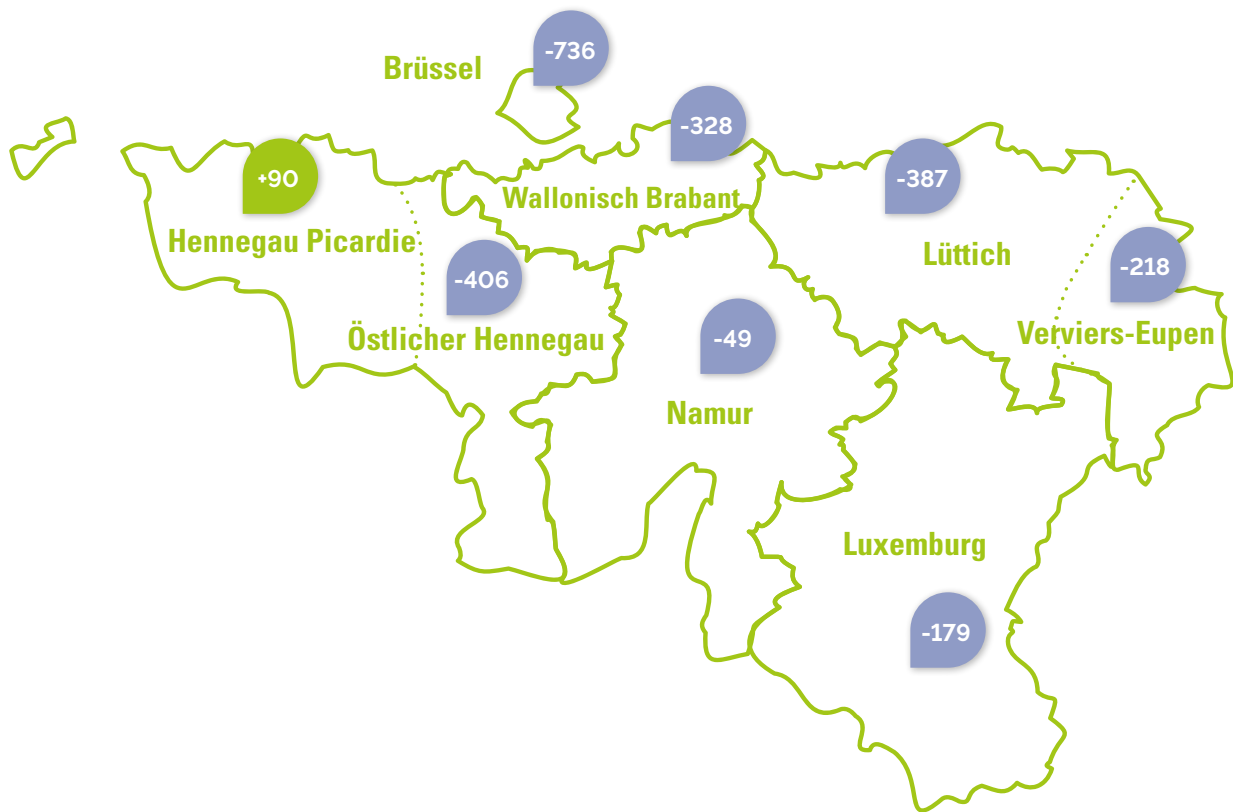 -736
Brüssel
-328
+90
-387
Wallonisch Brabant
Hennegau Picardie
Lüttich
-218
-406
Östlicher Hennegau
-49
Verviers-Eupen
Namur
Luxemburg
-179